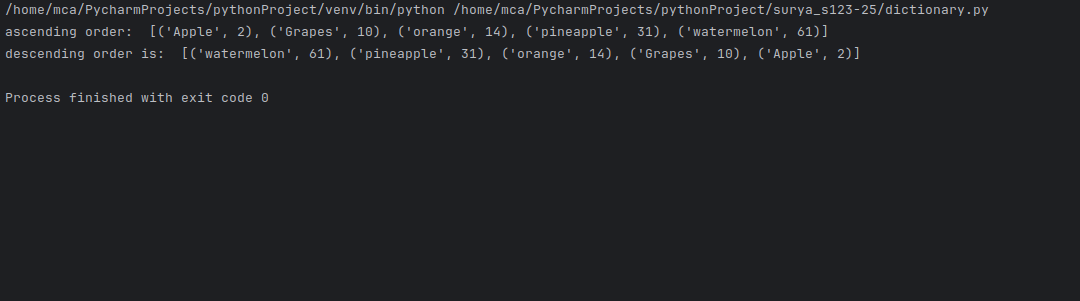 /home/mca/PycharmProjects/pythonProject/venv/bin/python /home/mca/PycharmProjects/pythonProject/surya_s123-25/dictionary.py
ascending order:  [('Apple', 2), ('Grapes', 10), ('orange', 14), ('pineapple', 31), ('watermelon', 61)]
descending order is:  [('watermelon', 61), ('pineapple', 31), ('orange', 14), ('Grapes', 10), ('Apple', 2)]
Process finished with exit code 0